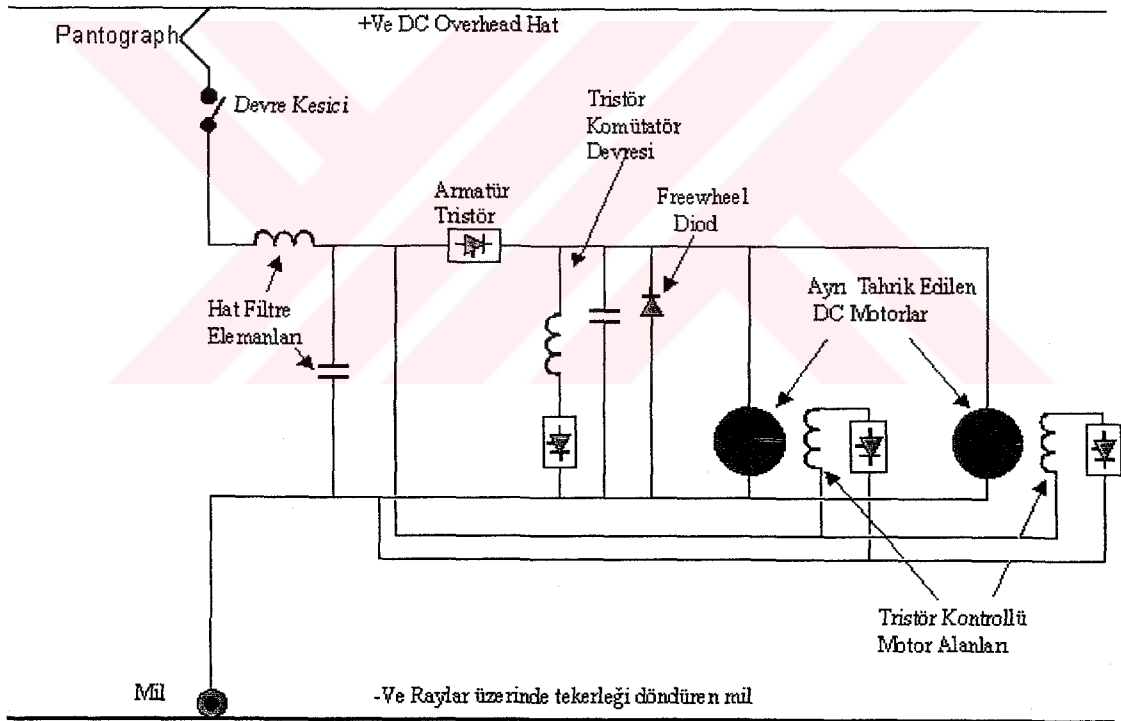 +Ve DC Overhead Hat
Pantograph
Devre Kesici
Tristör
Komütatör
Devresi
Armatür
Tristör
Freewheel
Diod
Hat Filtre
Elemanları
Ayrı Tahrik Edilen
DC Motorlar
Tristör Kontrollü
Motor Alanları
Mil
-Ve Raylar üzerinde tekerleği döndüren mil